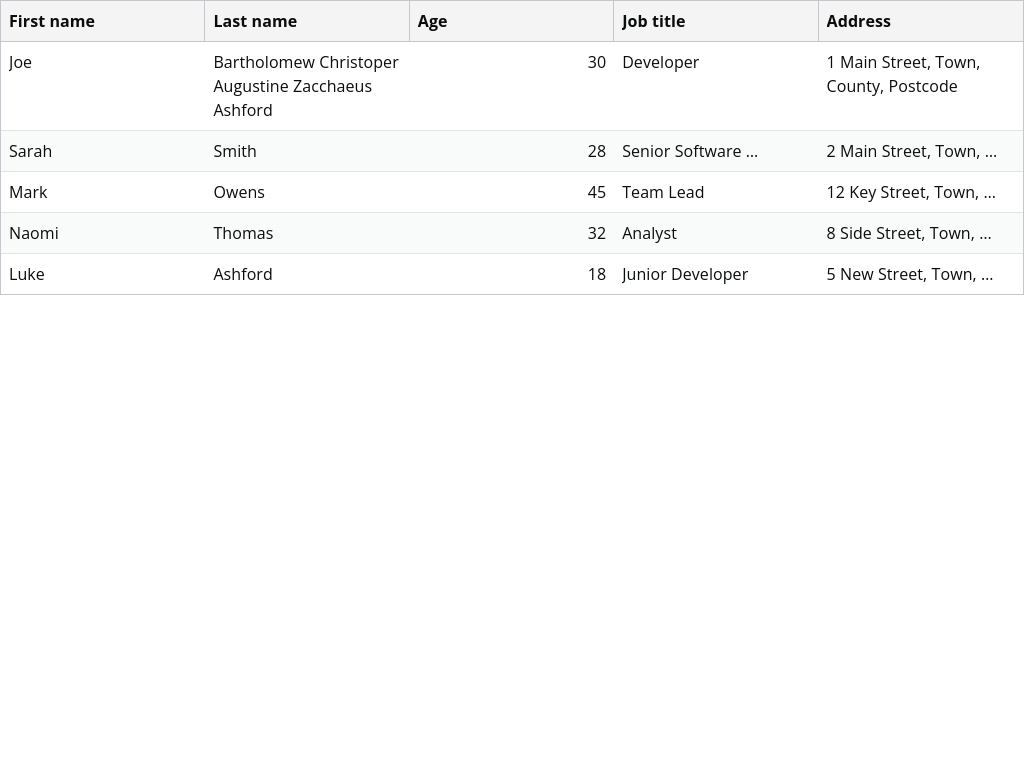 First name Last name Age Job title Address
Joe Bartholomew Christoper 30 Developer 1 Main Street, Town,
Augustine Zacchaeus County, Postcode
Ashford
Sarah Smith 28 Senior Software ... 2 Main Street, Town, ...
Mark Owens 45 Team Lead 12 Key Street, Town, ...
Naomi Thomas 32 Analyst 8 Side Street, Town, ...
Luke Ashford 18 Junior Developer 5 New Street, Town, ...